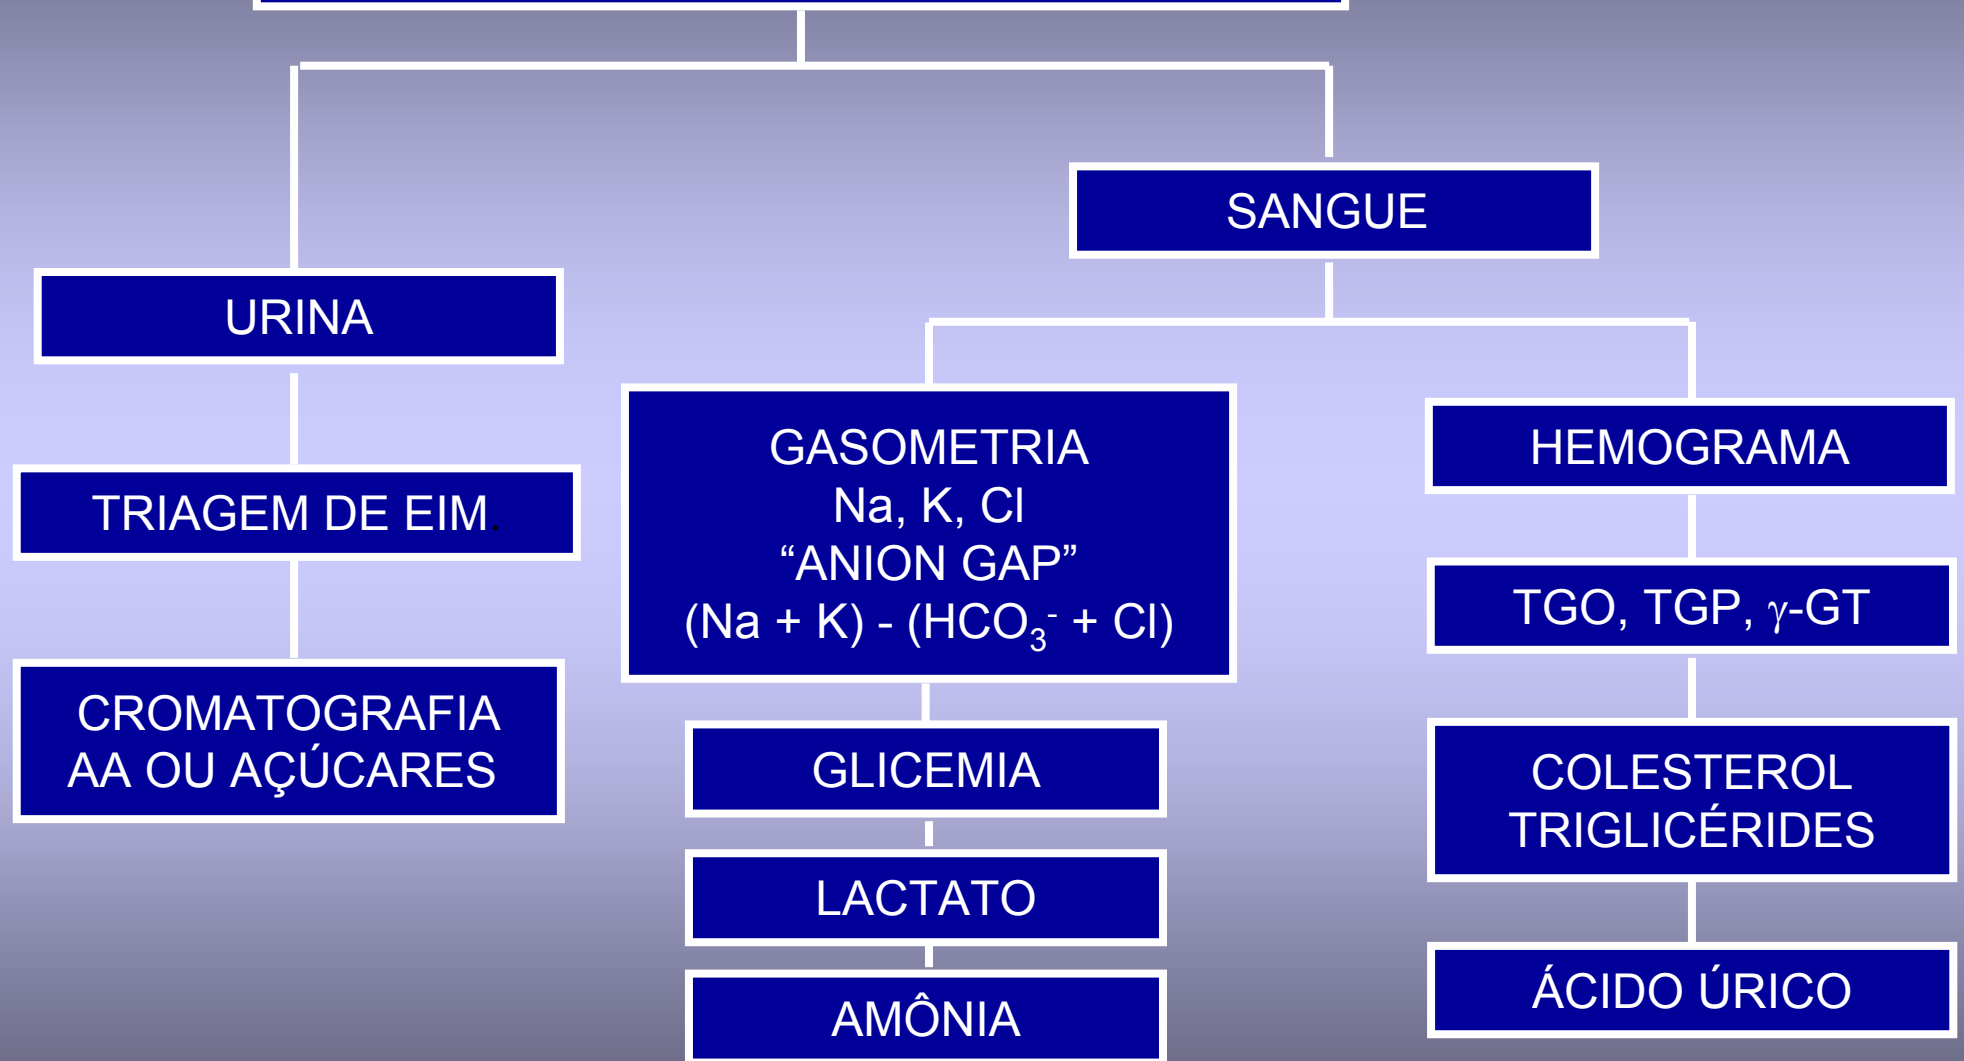 SANGUE
URINA
TRIAGEM DE EIM.
CROMATOGRAFIA
AA OU AÇÚCARES
GASOMETRIA
Na, K, Cl
“ANION GAP”
(Na + K) - (HCO₃⁻ + Cl)
GLICEMIA
LACTATO
AMÔNIA
HEMOGRAMA
TGO, TGP, γ-GT
COLESTEROL
TRIGLICÉRIDES
ÁCIDO ÚRICO